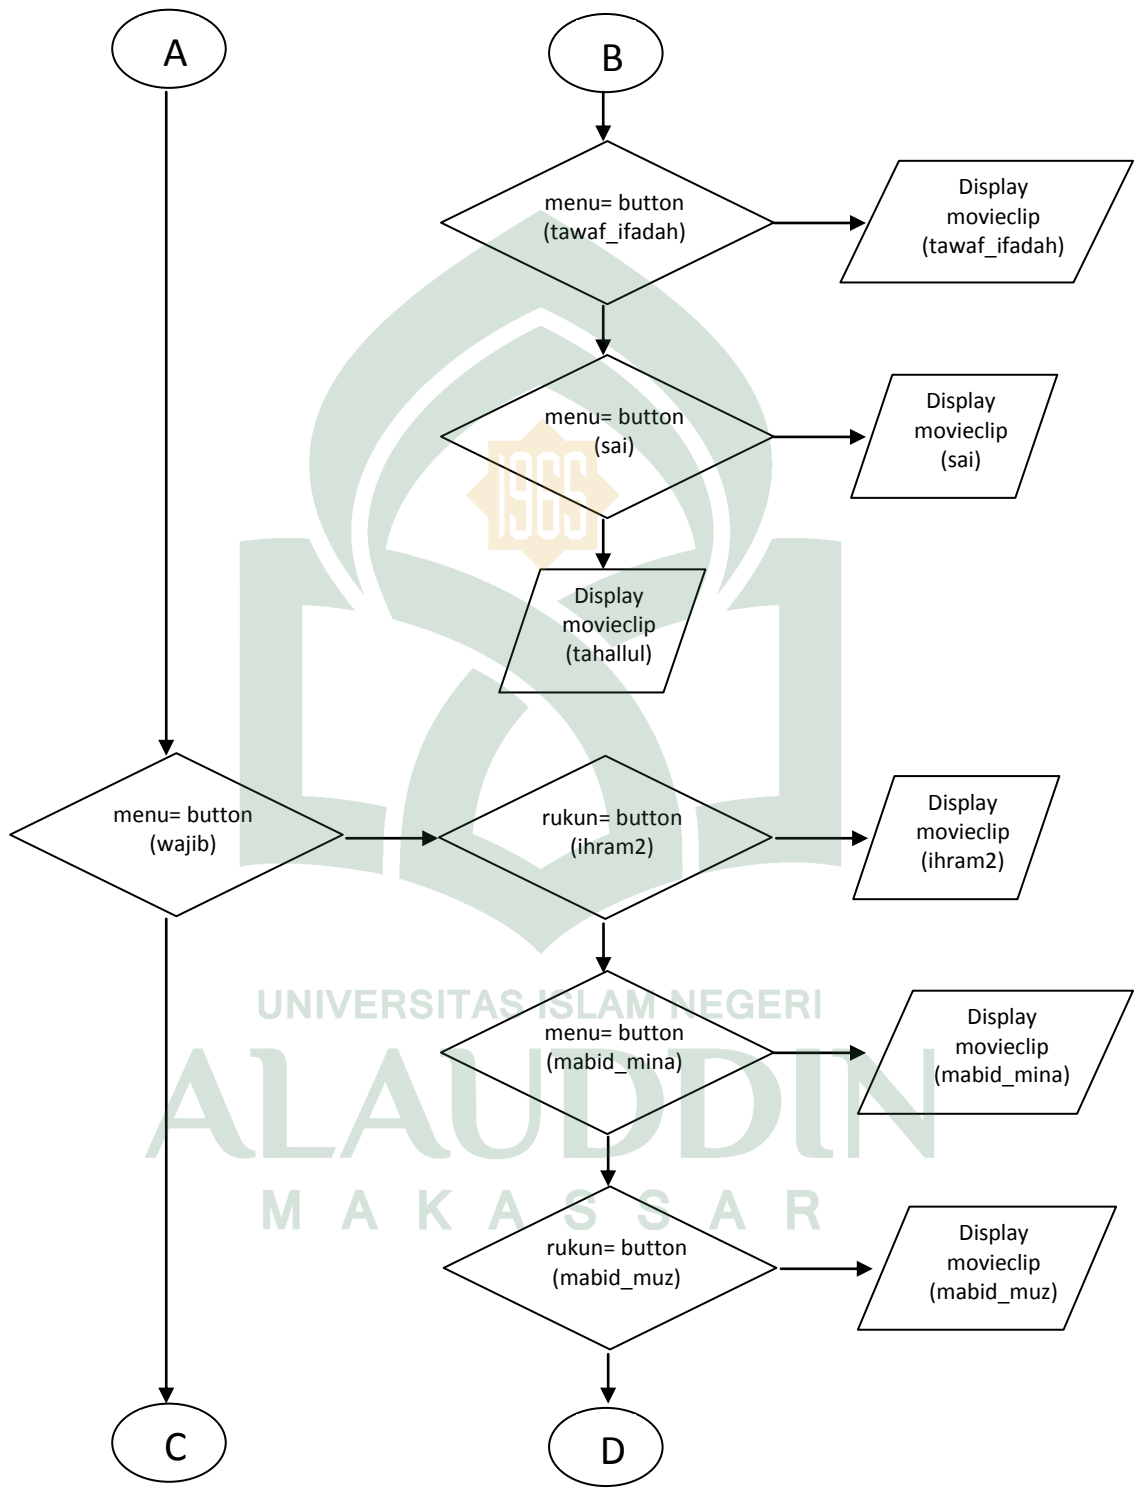 A
B
menu= button
(tawaf_ifadah)
Display
movieclip
(tawaf_ifadah)
menu= button
(sai)
Display
movieclip
(sai)
1965
Display
movieclip
(tahallul)
menu= button
(wajib)
rukun= button
(ihram2)
Display
movieclip
(ihram2)
UNIVERSITAS ISLAM NEGERI
menu= button
(mabid_mina)
Display
movieclip
(mabid_mina)
ALAUDDIN
MAKASSAR
rukun= button
(mabid_muz)
Display
movieclip
(mabid_muz)
C
D